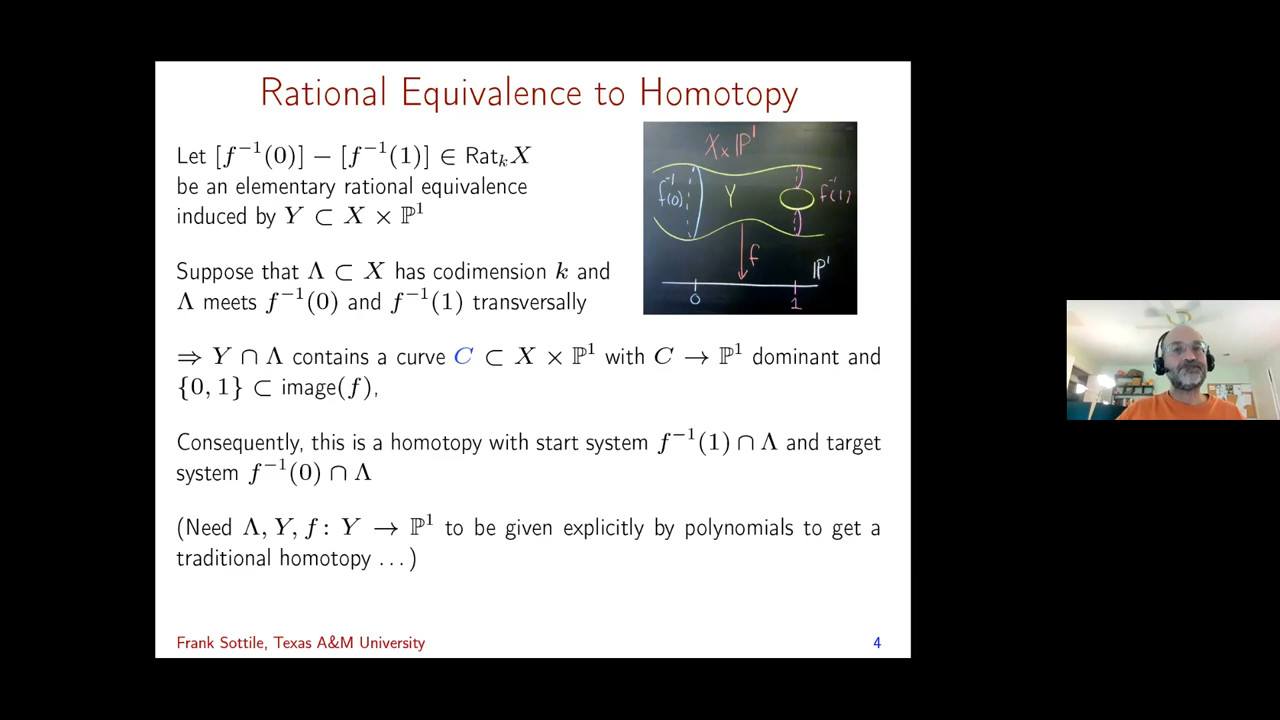 Rational Equivalence to Homotopy
Let [f⁻¹(0)] − [f⁻¹(1)] ∈ RatₖX
be an elementary rational equivalence
induced by Y ⊂ X × ℙ¹
X × ℙ¹
f⁻¹(0)
Y
f⁻¹(1)
f
ℙ¹
0
1
Suppose that Λ ⊂ X has codimension k and
Λ meets f⁻¹(0) and f⁻¹(1) transversally
⇒ Y ∩ Λ contains a curve C ⊂ X × ℙ¹ with C → ℙ¹ dominant and
{0, 1} ⊂ image(f),
Consequently, this is a homotopy with start system f⁻¹(1) ∩ Λ and target
system f⁻¹(0) ∩ Λ
(Need Λ, Y, f : Y → ℙ¹ to be given explicitly by polynomials to get a
traditional homotopy . . . )
Frank Sottile, Texas A&M University
4